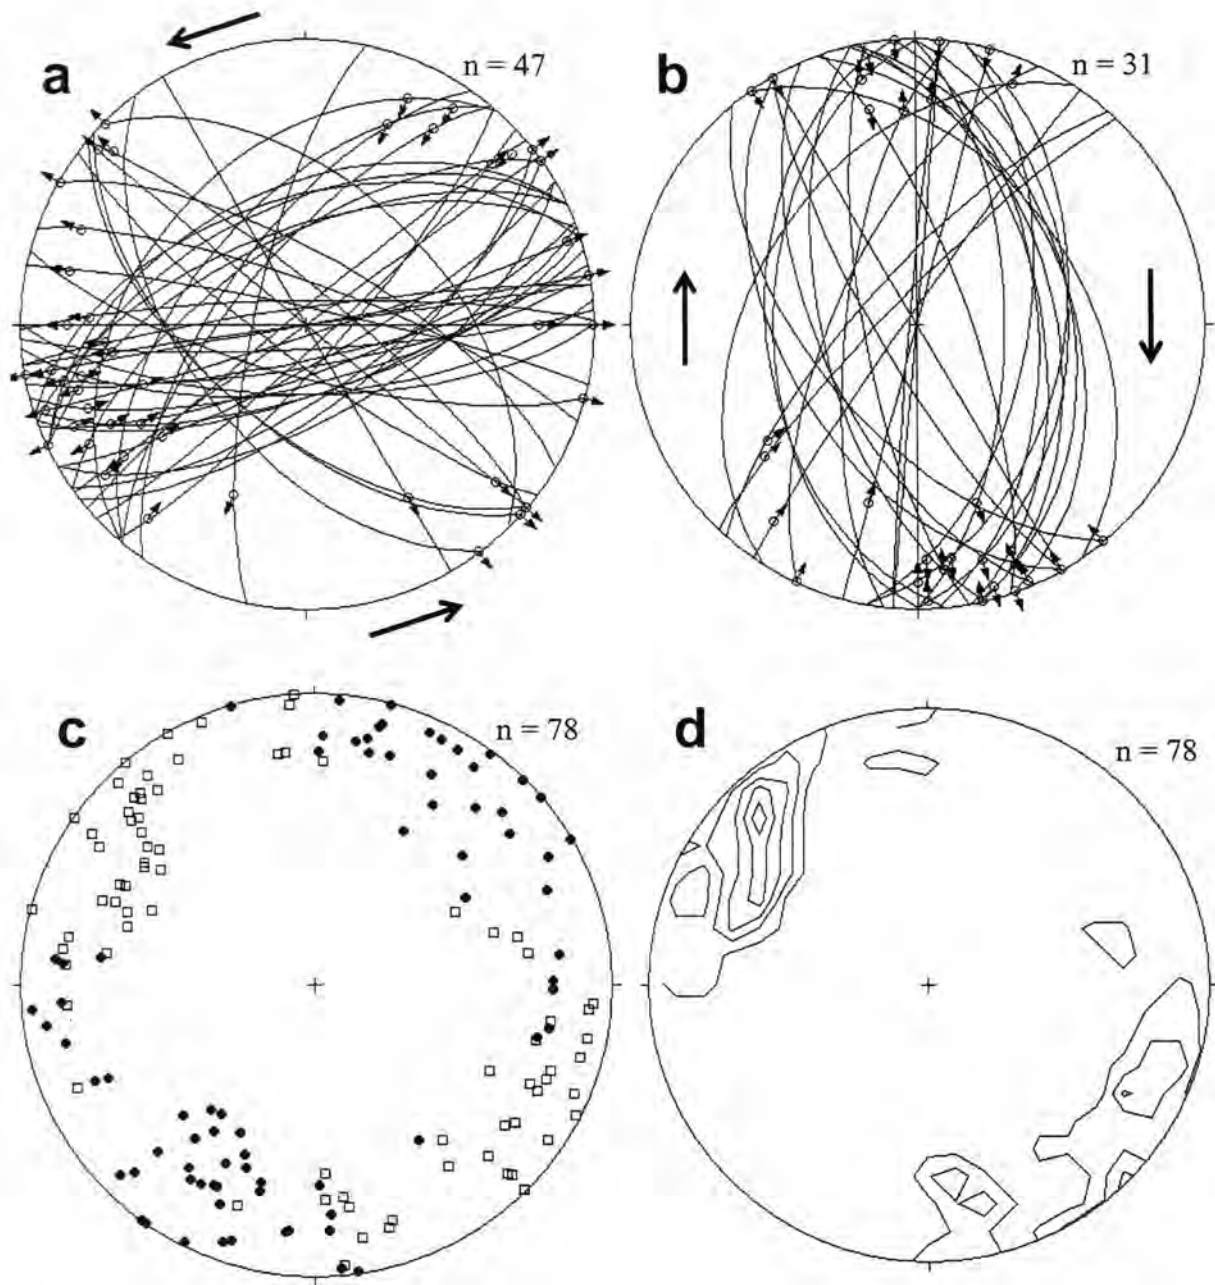 a
n = 47
b
n = 31
c
n = 78
d
n = 78